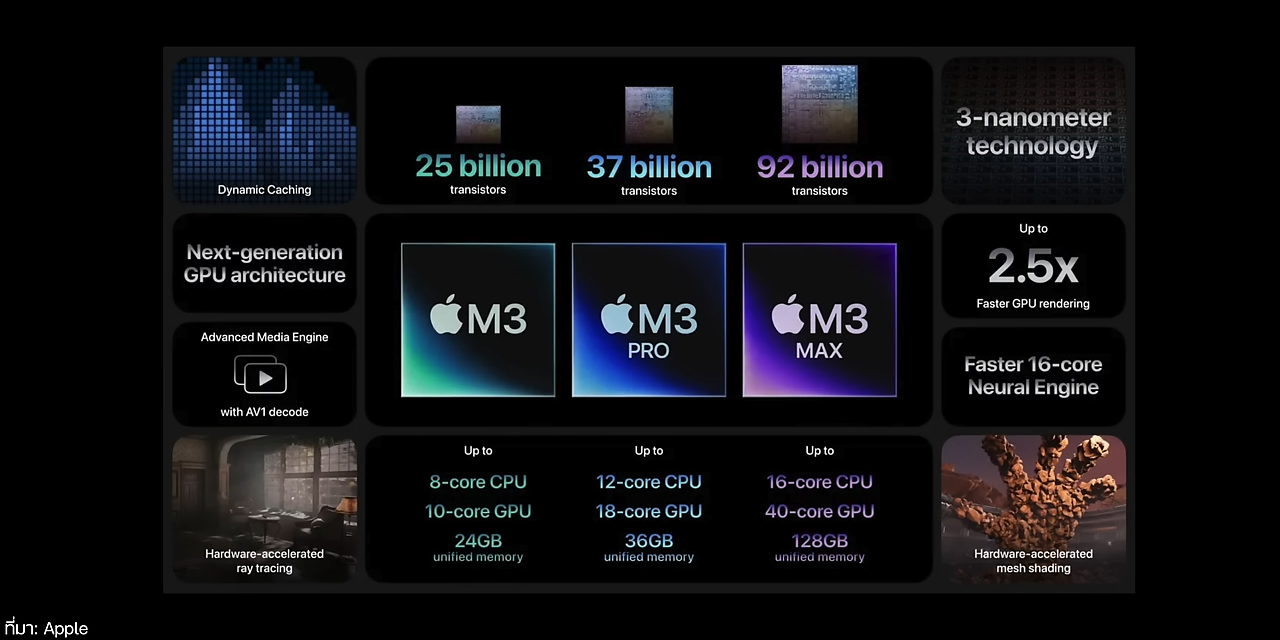 Dynamic Caching
25 billion
transistors
37 billion
transistors
92 billion
transistors
3-nanometer
technology
Next-generation
GPU architecture
Advanced Media Engine
with AV1 decode
M3
M3
PRO
M3
MAX
Up to
2.5x
Faster GPU rendering
Faster 16-core
Neural Engine
Hardware-accelerated
ray tracing
Up to
8-core CPU
10-core GPU
24GB
unified memory
Up to
12-core CPU
18-core GPU
36GB
unified memory
Up to
16-core CPU
40-core GPU
128GB
unified memory
Hardware-accelerated
mesh shading
ที่มา: Apple